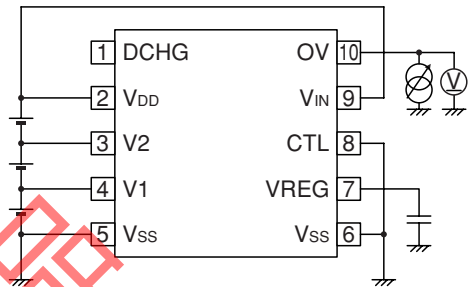 1 DCHG OV 10
2 VDD VIN 9
3 V2 CTL 8
4 V1 VREG 7
5 VSS VSS 6
V